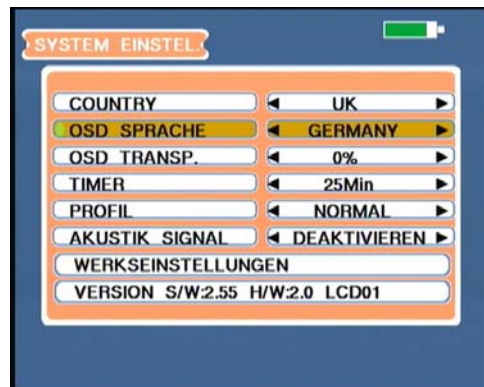 SYSTEM EINSTEL.
COUNTRY UK
OSD SPRACHE GERMANY
OSD TRANSP. 0%
TIMER 25Min
PROFIL NORMAL
AKUSTIK SIGNAL DEAKTIVIEREN
WERKSEINSTELLUNGEN
VERSION S/W:2.55 H/W:2.0 LCD01